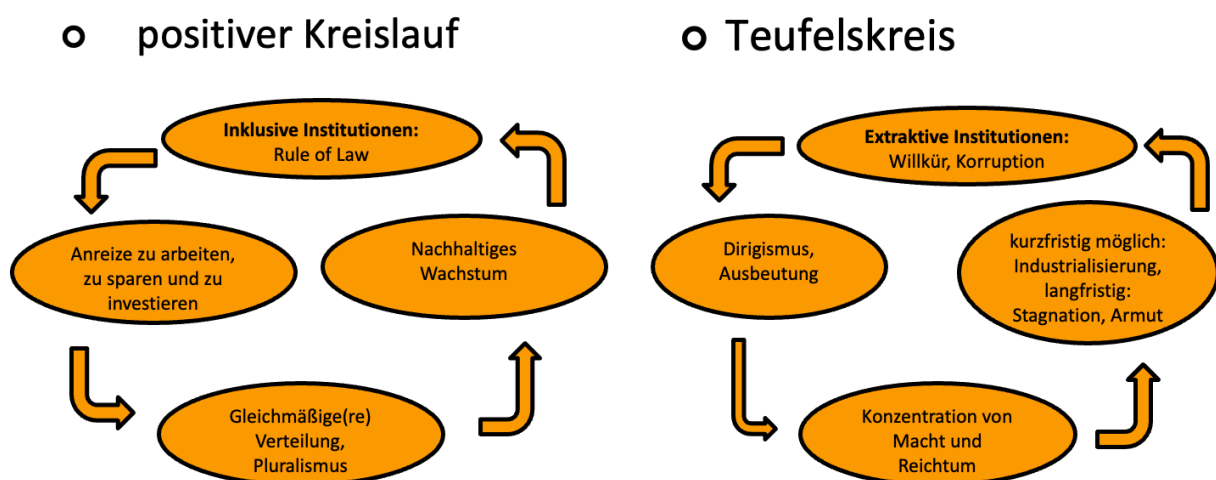 positiver Kreislauf
Inklusive Institutionen:
Rule of Law
Anreize zu arbeiten,
zu sparen und zu
investieren
Gleichmäßige(re)
Verteilung,
Pluralismus
Nachhaltiges
Wachstum
Teufelskreis
Extraktive Institutionen:
Willkür, Korruption
Dirigismus,
Ausbeutung
Konzentration von
Macht und
Reichtum
kurzfristig möglich:
Industrialisierung,
langfristig:
Stagnation, Armut